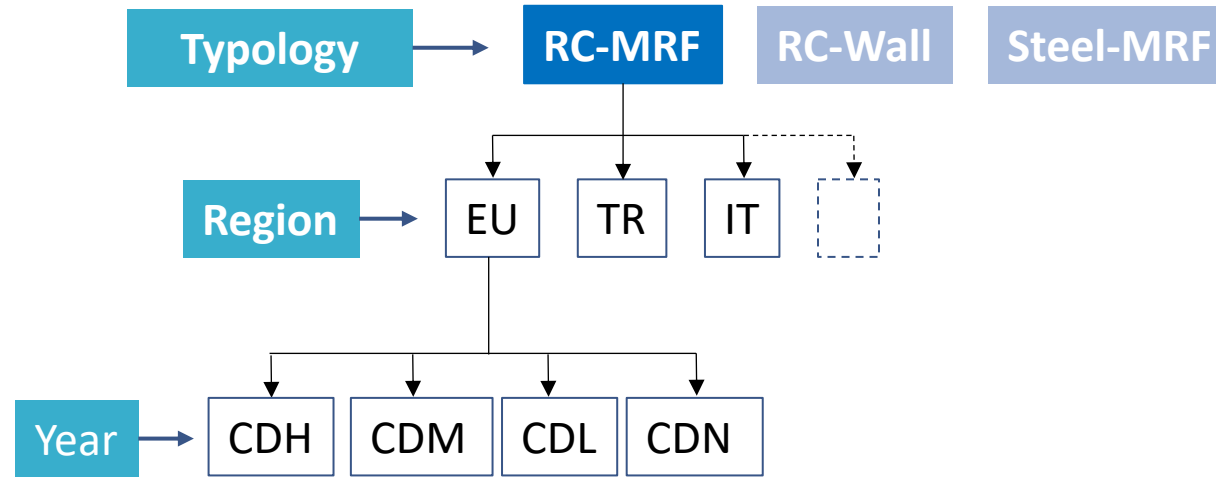 Typology
RC-MRF
RC-Wall
Steel-MRF
Region
EU
TR
IT
Year
CDH
CDM
CDL
CDN